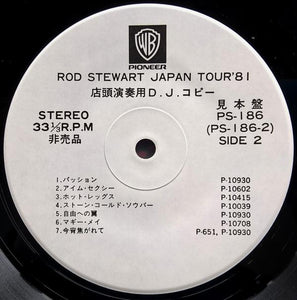 WB
PIONEER
ROD STEWART JAPAN TOUR'81
店頭演奏用D.J.コピー
STEREO
33⅓R.P.M
非売品
見本盤
PS-186
(PS-186-2)
SIDE 2
1.パッション P-10930
2.アイム・セクシー P-10602
3.ホット・レッグス P-10415
4.ストーン・コールド・ソウバー P-10039
5.自由への翼 P-10930
6.マギー・メイ P-10708
7.今宵焦がれて P-651, P-10930